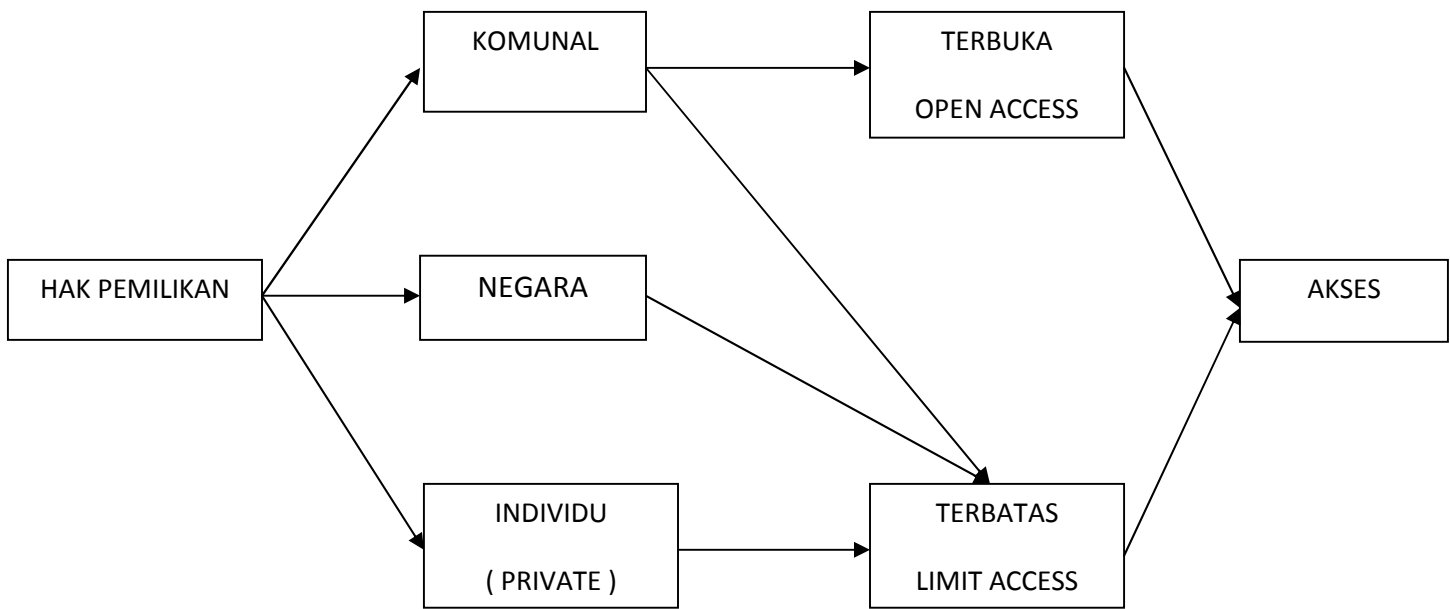 KOMUNAL
TERBUKA
OPEN ACCESS
HAK PEMILIKAN
NEGARA
AKSES
INDIVIDU
( PRIVATE )
TERBATAS
LIMIT ACCESS